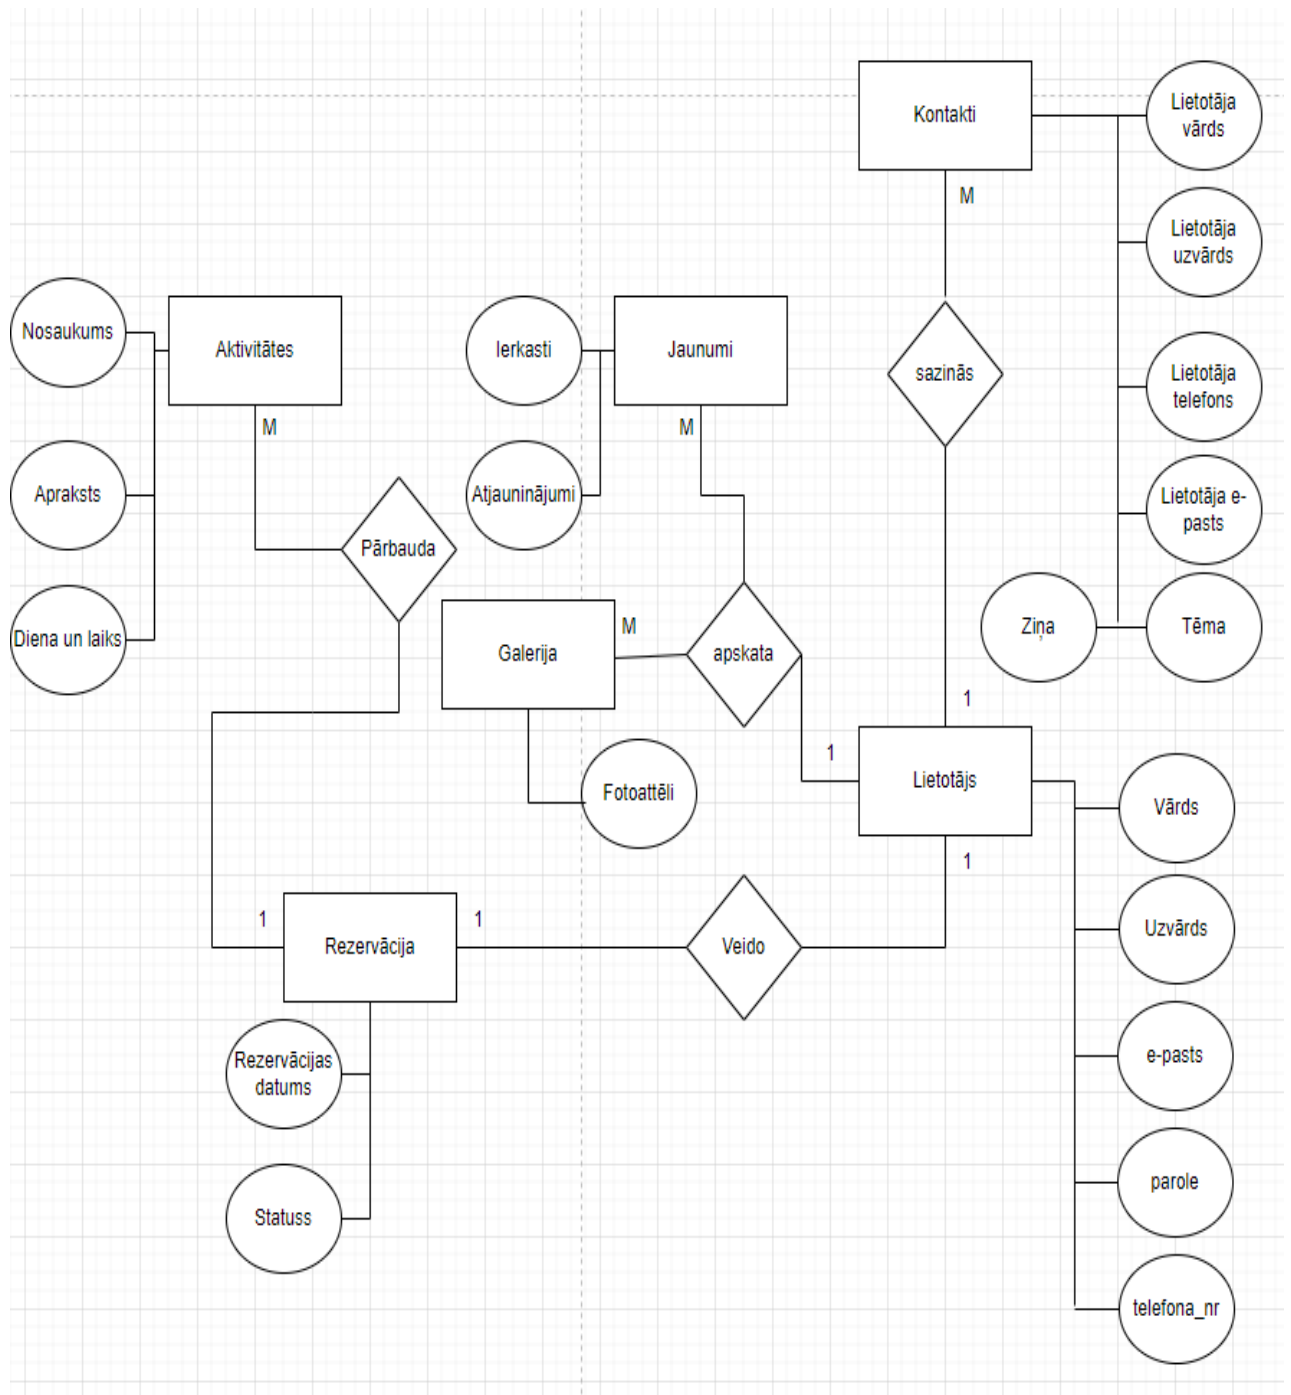 Kontakti
Lietotāja
vārds
M
Lietotāja
uzvārds
Nosaukums
Aktivitātes
Ierkasti
Jaunumi
sazinās
Lietotāja
telefons
M
M
Apraksts
Atjauninājumi
Lietotāja e-
pasts
Pārbauda
Diena un laiks
Galerija
M
apskata
Ziņa
Tēma
1
1
Lietotājs
Fotoattēli
Vārds
1
Uzvārds
1
Rezervācija
1
Veido
Rezervācijas
datums
e-pasts
parole
Statuss
telefona_nr